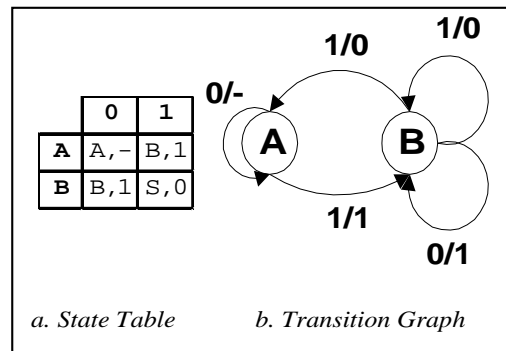 0 1
A A,- B,1
B B,1 S,0
1/0
1/0
0/-
A
B
1/1
0/1
a. State Table
b. Transition Graph